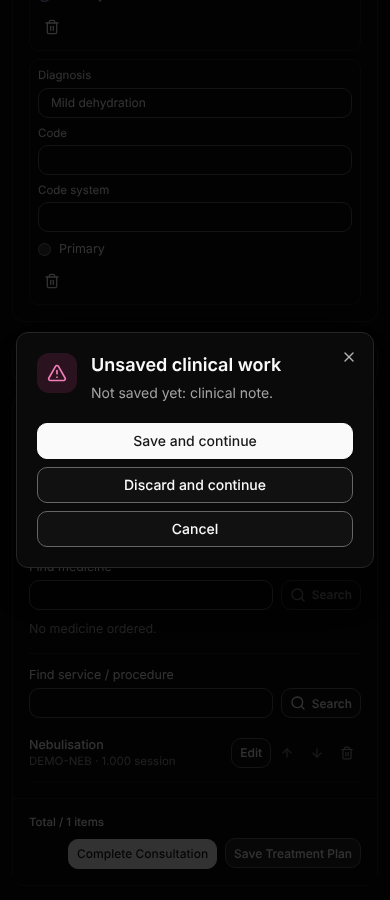 Diagnosis
Mild dehydration
Code
Code system
Primary
Unsaved clinical work
Not saved yet: clinical note.
Save and continue
Discard and continue
Cancel
Find medicine
Search
No medicine ordered.
Find service / procedure
Search
Nebulisation
DEMO-NEB · 1.000 session
Edit
Total / 1 items
Complete Consultation
Save Treatment Plan